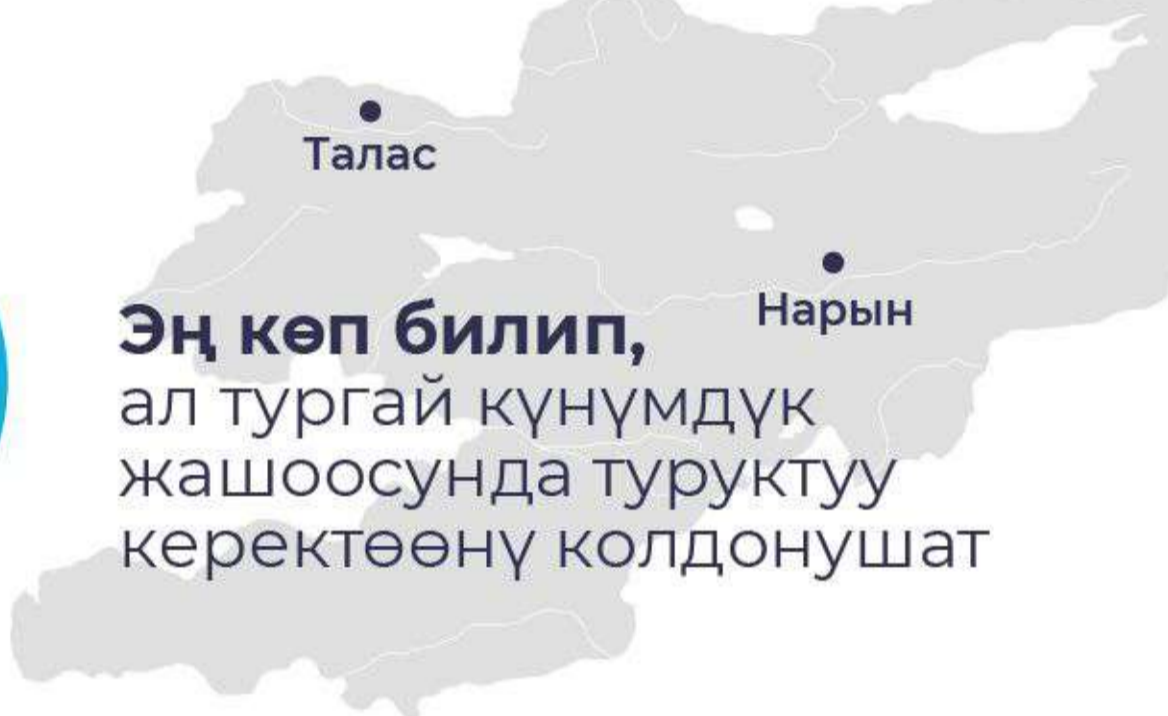 Талас
Нарын
Эң көп билип,
ал тургай күнүмдүк
жашоосунда туруктуу
керектөөнү колдонушат